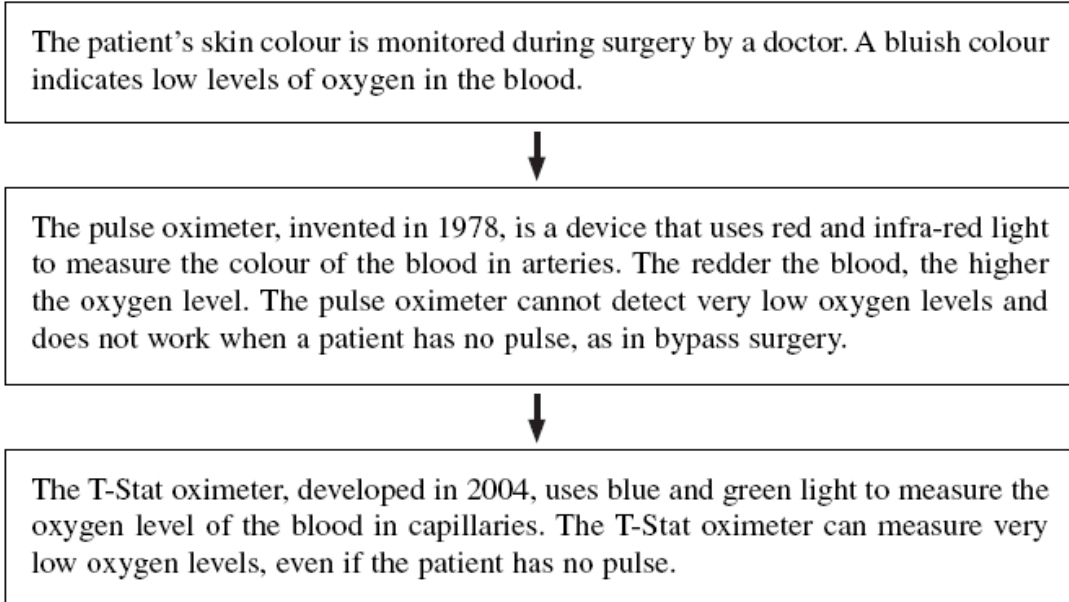 The patient’s skin colour is monitored during surgery by a doctor. A bluish colour
indicates low levels of oxygen in the blood.
The pulse oximeter, invented in 1978, is a device that uses red and infra-red light
to measure the colour of the blood in arteries. The redder the blood, the higher
the oxygen level. The pulse oximeter cannot detect very low oxygen levels and
does not work when a patient has no pulse, as in bypass surgery.
The T-Stat oximeter, developed in 2004, uses blue and green light to measure the
oxygen level of the blood in capillaries. The T-Stat oximeter can measure very
low oxygen levels, even if the patient has no pulse.